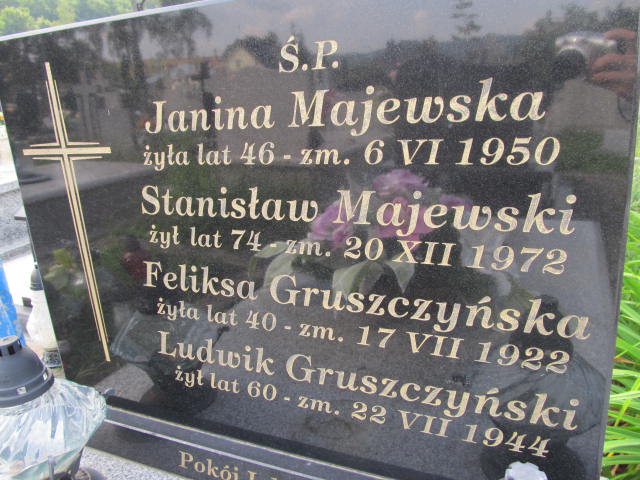 Ś.P.
Janina Majewska
żyła lat 46 - zm. 6 VI 1950
Stanisław Majewski
żył lat 74 - zm. 20 XII 1972
Feliksa Gruszczyńska
żyła lat 40 - zm. 17 VII 1922
Ludwik Gruszczyński
żył lat 60 - zm. 22 VII 1944
Pokój